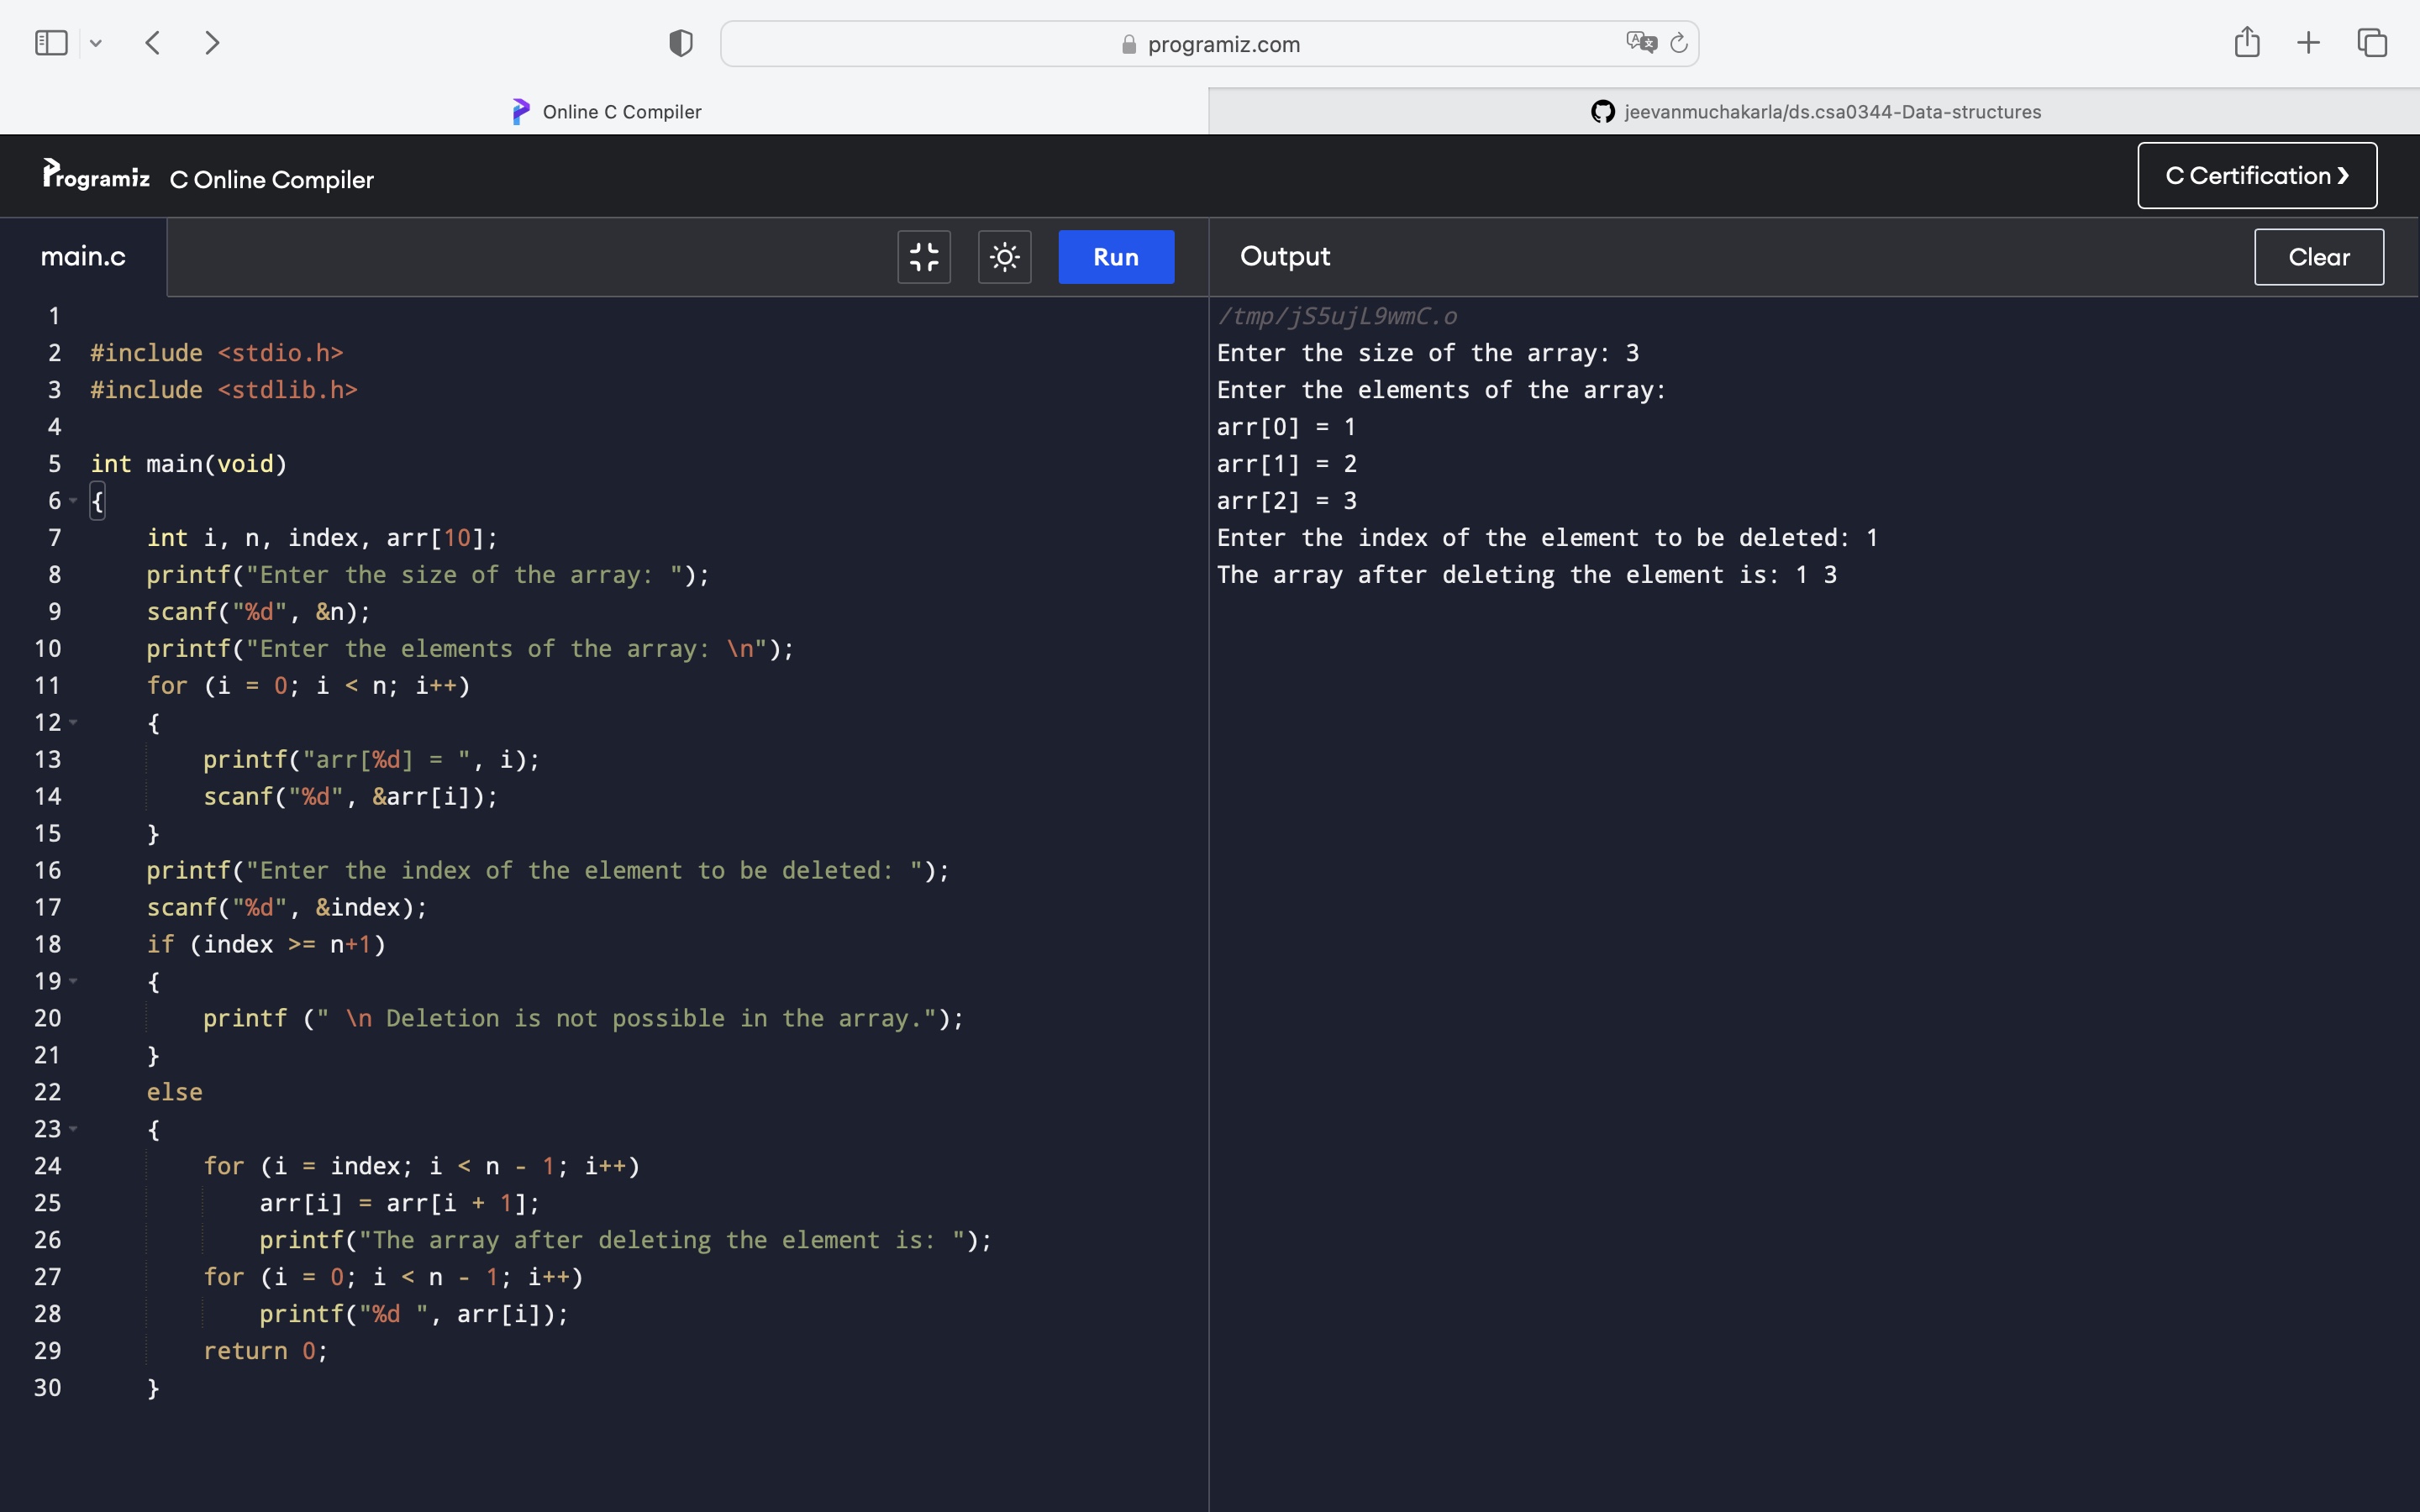 programiz.com
Online C Compiler
jeevanmuchakarla/ds.csa0344-Data-structures
Programiz C Online Compiler
C Certification ❯
main.c
Run
Output
Clear
1
2 #include <stdio.h>
3 #include <stdlib.h>
4
5 int main(void)
6 {
7     int i, n, index, arr[10];
8     printf("Enter the size of the array: ");
9     scanf("%d", &n);
10     printf("Enter the elements of the array: \n");
11     for (i = 0; i < n; i++)
12     {
13         printf("arr[%d] = ", i);
14         scanf("%d", &arr[i]);
15     }
16     printf("Enter the index of the element to be deleted: ");
17     scanf("%d", &index);
18     if (index >= n+1)
19     {
20         printf (" \n Deletion is not possible in the array.");
21     }
22     else
23     {
24         for (i = index; i < n - 1; i++)
25             arr[i] = arr[i + 1];
26             printf("The array after deleting the element is: ");
27         for (i = 0; i < n - 1; i++)
28             printf("%d ", arr[i]);
29         return 0;
30     }
/tmp/jS5ujL9wmC.o
Enter the size of the array: 3
Enter the elements of the array:
arr[0] = 1
arr[1] = 2
arr[2] = 3
Enter the index of the element to be deleted: 1
The array after deleting the element is: 1 3